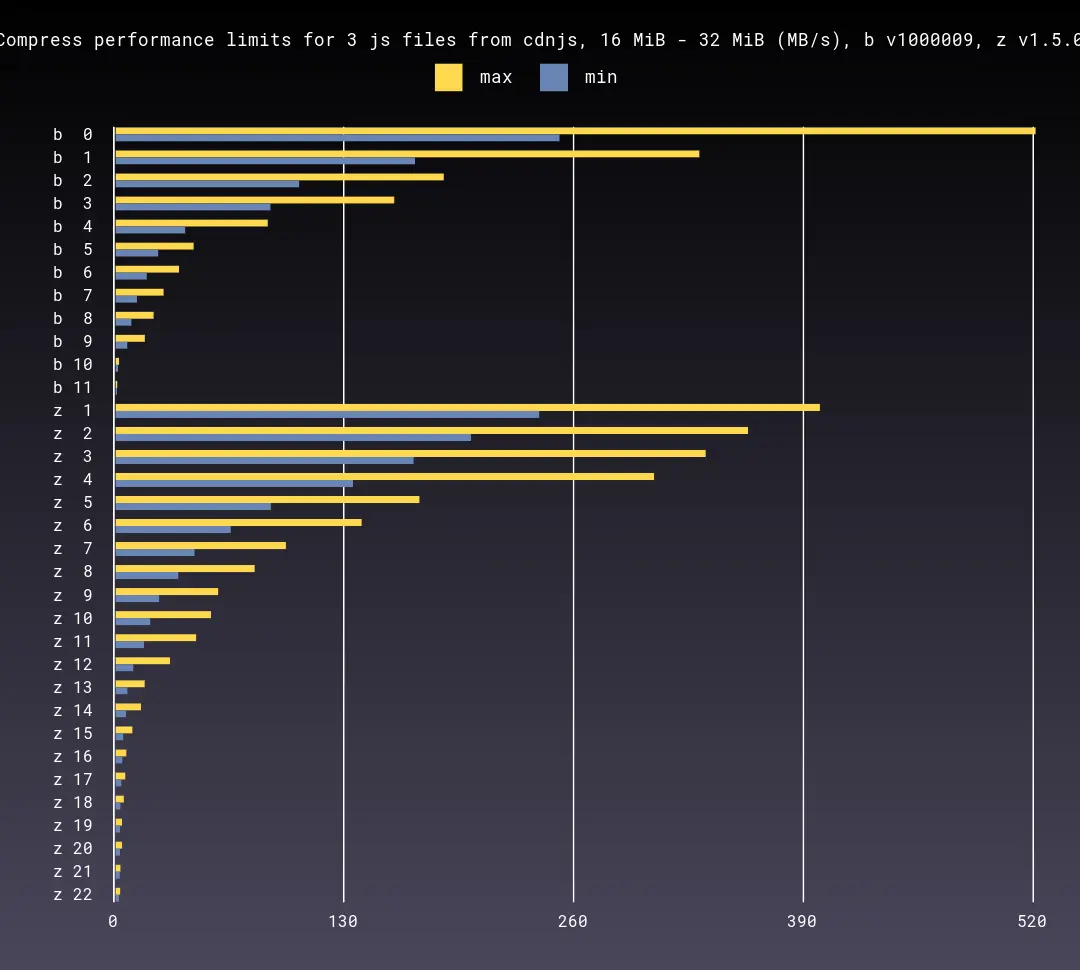 Compress performance limits for 3 js files from cdnjs, 16 MiB - 32 MiB (MB/s), b v1000009, z v1.5.0
max min
b 0
b 1
b 2
b 3
b 4
b 5
b 6
b 7
b 8
b 9
b 10
b 11
z 1
z 2
z 3
z 4
z 5
z 6
z 7
z 8
z 9
z 10
z 11
z 12
z 13
z 14
z 15
z 16
z 17
z 18
z 19
z 20
z 21
z 22
0 130 260 390 520